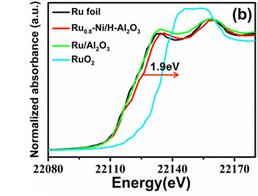 (b)
Ru foil
Ru₀.₈-Ni/H-Al₂O₃
Ru/Al₂O₃
RuO₂
1.9eV
Normalized absorbance (a.u.)
22080 22110 22140 22170
Energy(eV)